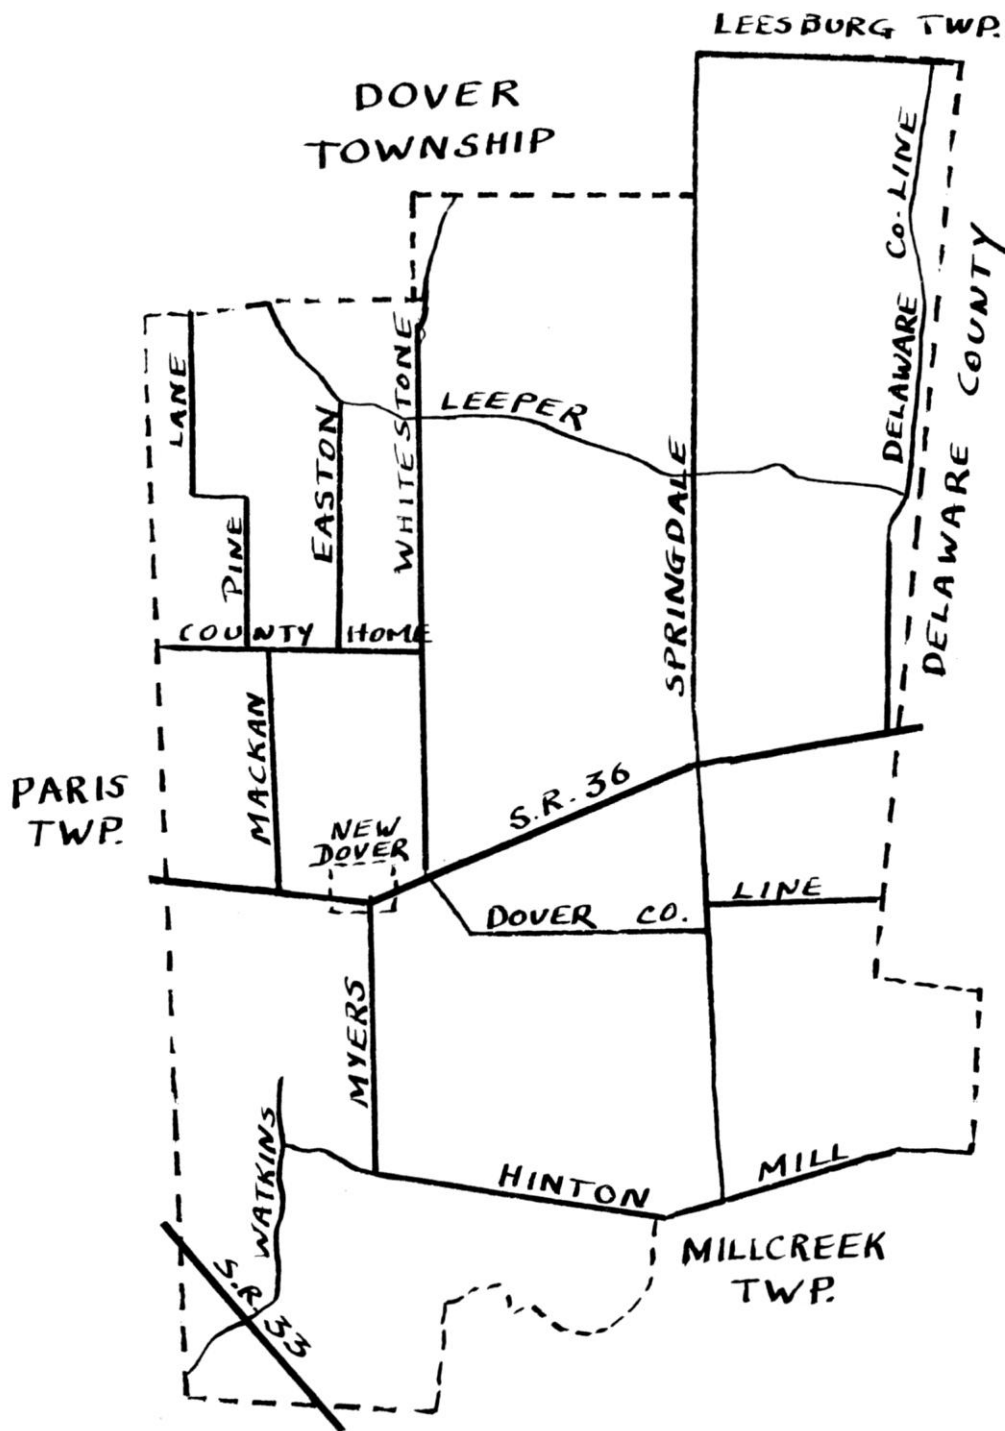 LEESBURG TWP.
DOVER
TOWNSHIP
DELAWARE CO. LINE
DELAWARE COUNTY
LANE
PINE
EASTON
WHITESTONE
LEEPER
SPRINGDALE
COUNTY HOME
MACKAN
PARIS
TWP.
NEW
DOVER
S.R. 36
DOVER CO.
LINE
MYERS
WATKINS
HINTON
MILL
S.R. 33
MILLCREEK
TWP.